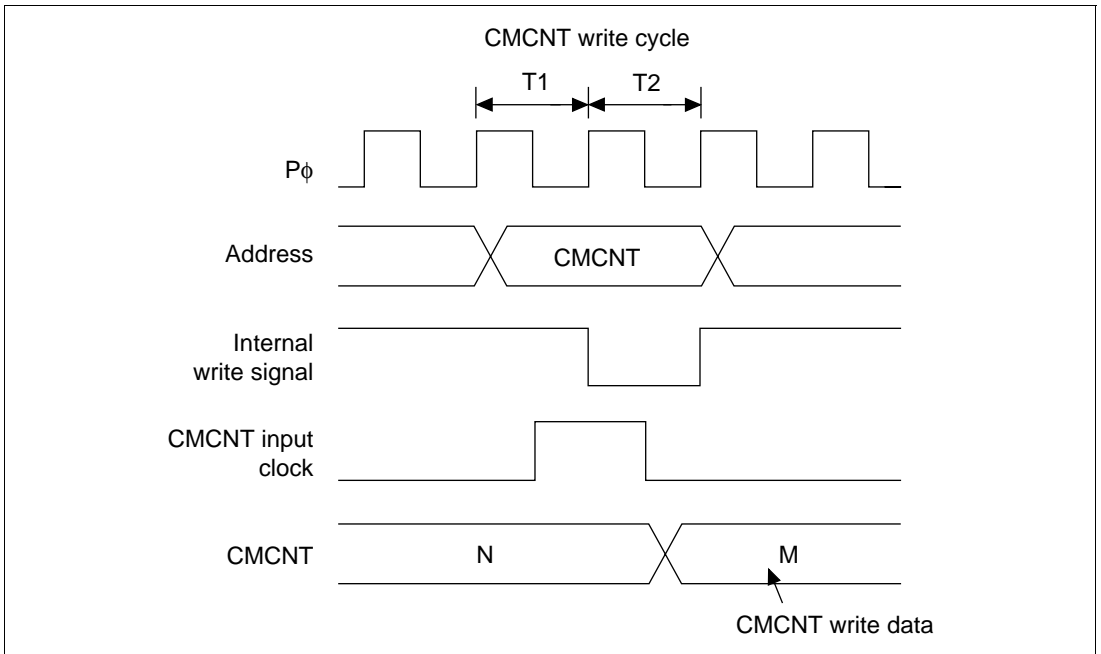 CMCNT write cycle
T1
T2
Pϕ
Address
CMCNT
Internal
write signal
CMCNT input
clock
CMCNT
N
M
CMCNT write data